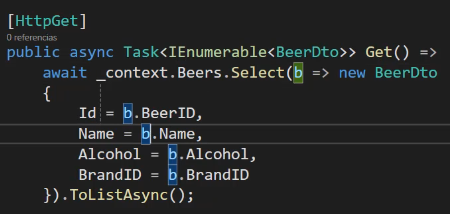 [HttpGet]
0 referencias
public async Task<IEnumerable<BeerDto>> Get() =>
    await _context.Beers.Select(b => new BeerDto
    {
        Id = b.BeerID,
        Name = b.Name,
        Alcohol = b.Alcohol,
        BrandID = b.BrandID
    }).ToListAsync();